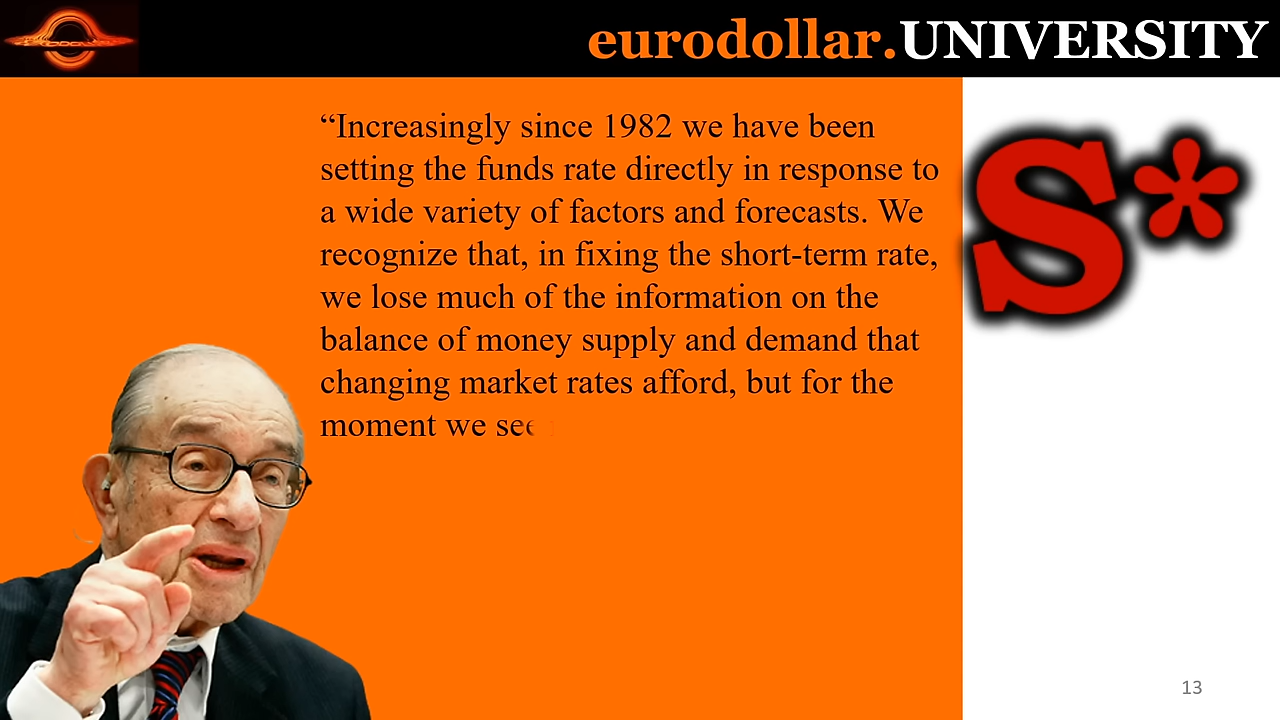 eurodollar.UNIVERSITY
“Increasingly since 1982 we have been
setting the funds rate directly in response to
a wide variety of factors and forecasts. We
recognize that, in fixing the short-term rate,
we lose much of the information on the
balance of money supply and demand that
changing market rates afford, but for the
moment we see
S*
13